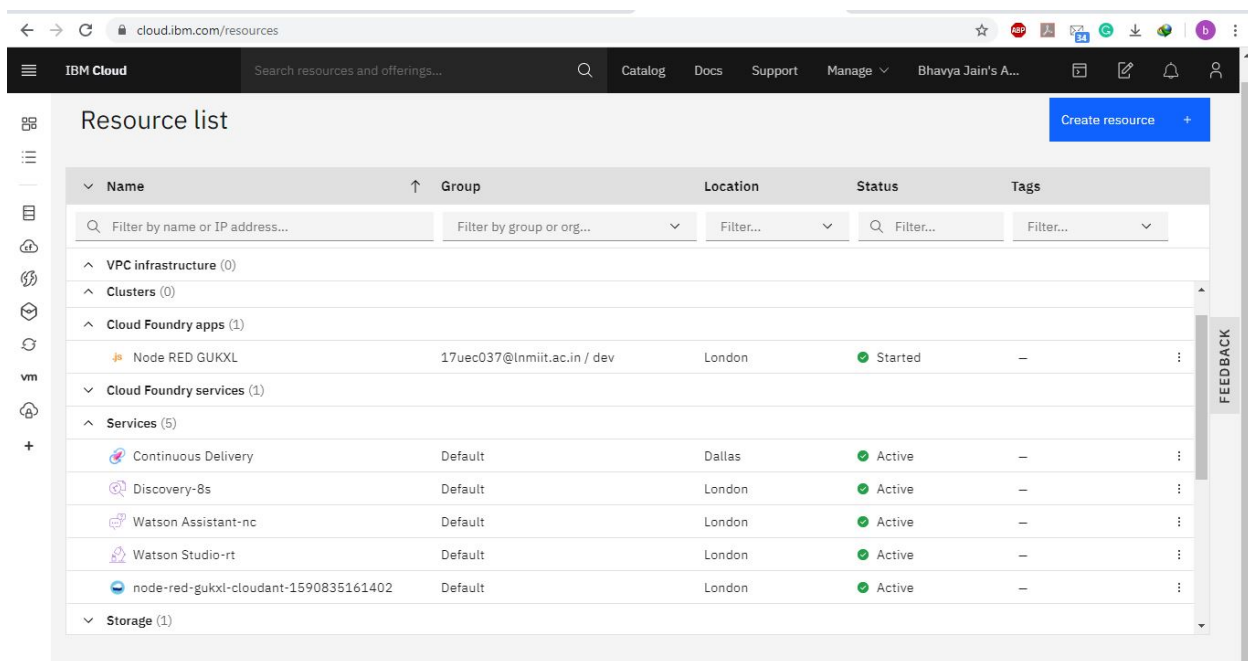 cloud.ibm.com/resources
ABP
34
b
IBM Cloud Search resources and offerings... Catalog Docs Support Manage Bhavya Jain's A...
Resource list
Create resource +
Name Group Location Status Tags
Filter by name or IP address... Filter by group or org... Filter... Filter... Filter...
VPC infrastructure (0)
Clusters (0)
Cloud Foundry apps (1)
js Node RED GUKXL 17uec037@lnmiit.ac.in / dev London Started –
Cloud Foundry services (1)
Services (5)
Continuous Delivery Default Dallas Active –
Discovery-8s Default London Active –
Watson Assistant-nc Default London Active –
Watson Studio-rt Default London Active –
node-red-gukxl-cloudant-1590835161402 Default London Active –
Storage (1)
cf
vm
FEEDBACK